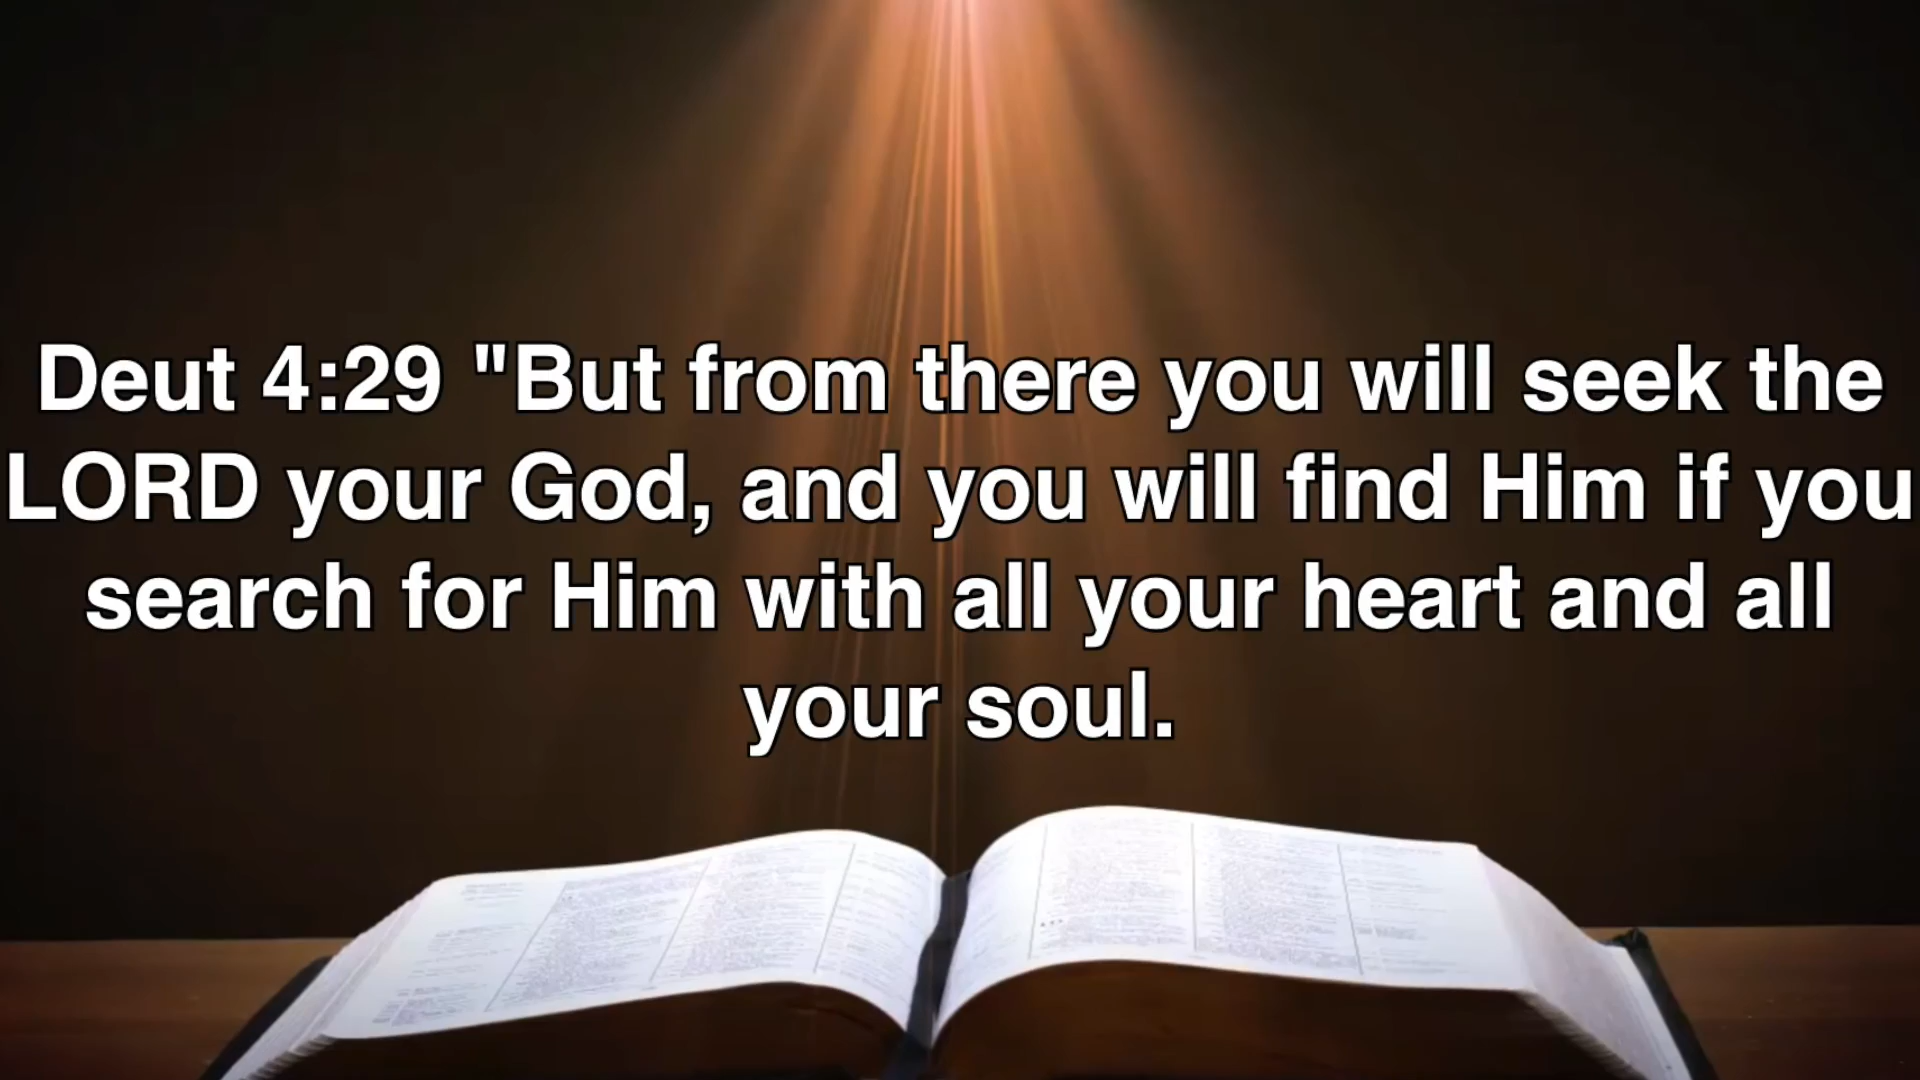 Deut 4:29 "But from there you will seek the
LORD your God, and you will find Him if you
search for Him with all your heart and all
your soul.